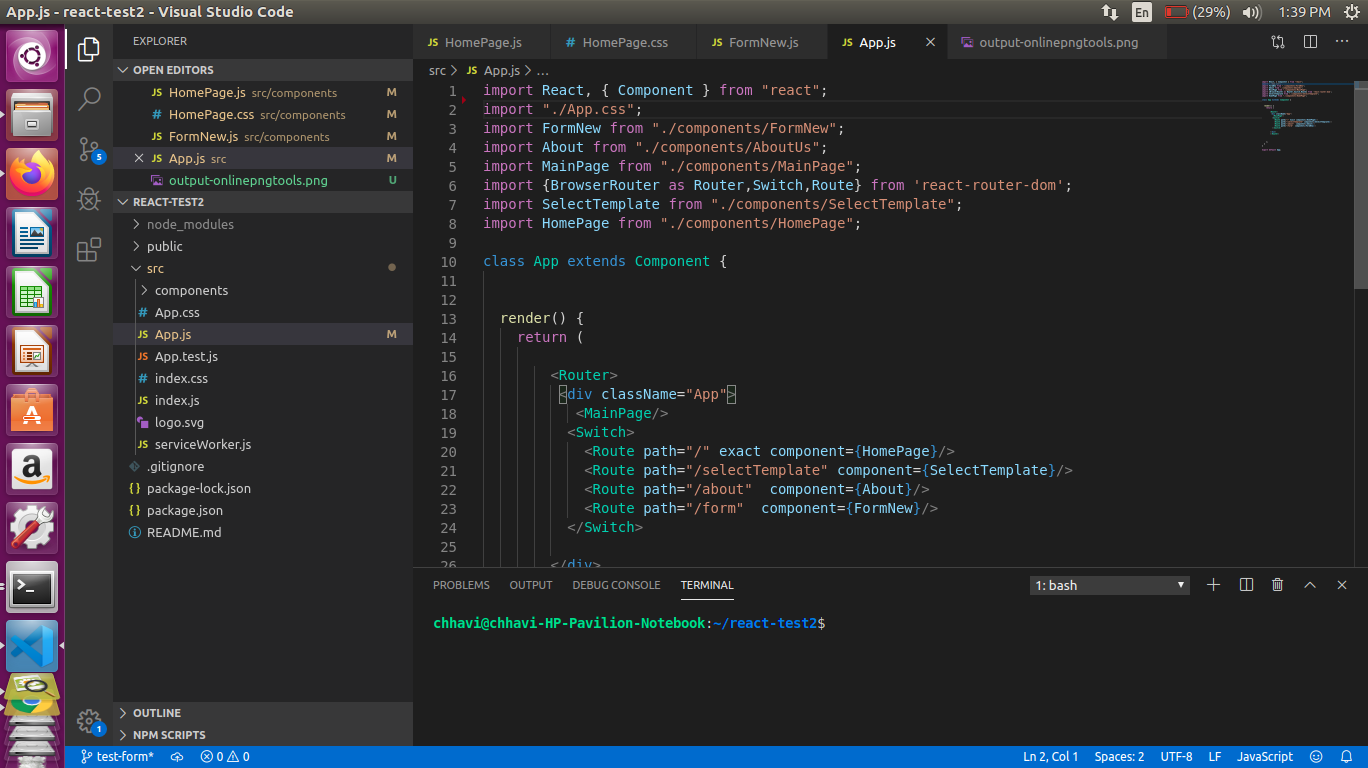 App.js - react-test2 - Visual Studio Code
En (29%) 1:39 PM
EXPLORER
OPEN EDITORS
JS HomePage.js src/components M
# HomePage.css src/components M
JS FormNew.js src/components M
JS App.js src M
output-onlinepngtools.png U
REACT-TEST2
node_modules
public
src
components
# App.css
JS App.js M
JS App.test.js
# index.css
JS index.js
logo.svg
JS serviceWorker.js
.gitignore
{} package-lock.json
{} package.json
README.md
OUTLINE
NPM SCRIPTS
5
1
JS HomePage.js # HomePage.css JS FormNew.js JS App.js output-onlinepngtools.png
src > JS App.js > ...
1 import React, { Component } from "react";
2 import "./App.css";
3 import FormNew from "./components/FormNew";
4 import About from "./components/AboutUs";
5 import MainPage from "./components/MainPage";
6 import {BrowserRouter as Router,Switch,Route} from 'react-router-dom';
7 import SelectTemplate from "./components/SelectTemplate";
8 import HomePage from "./components/HomePage";
9
10 class App extends Component {
11
12
13 render() {
14 return (
15
16 <Router>
17 <div className="App">
18 <MainPage/>
19 <Switch>
20 <Route path="/" exact component={HomePage}/>
21 <Route path="/selectTemplate" component={SelectTemplate}/>
22 <Route path="/about"  component={About}/>
23 <Route path="/form"  component={FormNew}/>
24 </Switch>
25
26 </div>
PROBLEMS OUTPUT DEBUG CONSOLE TERMINAL 1: bash
chhavi@chhavi-HP-Pavilion-Notebook:~/react-test2$
test-form* 0 0 Ln 2, Col 1 Spaces: 2 UTF-8 LF JavaScript